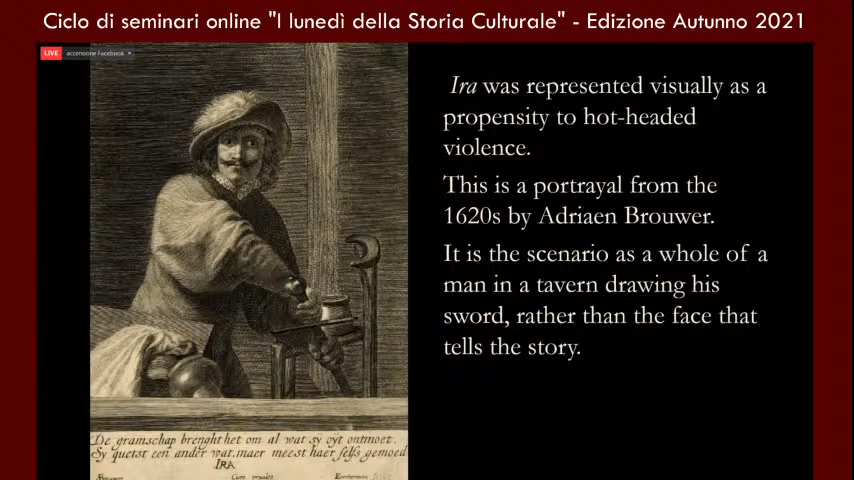 Ciclo di seminari online "I lunedì della Storia Culturale" - Edizione Autunno 2021
LIVE accensione Facebook
Ira was represented visually as a
propensity to hot-headed
violence.
This is a portrayal from the
1620s by Adriaen Brouwer.
It is the scenario as a whole of a
man in a tavern drawing his
sword, rather than the face that
tells the story.
De gramschap brenght het om al wat sy oyt ontmoet.
Sy quetst een ander wat, maer meest haer selfs gemoed
IRA